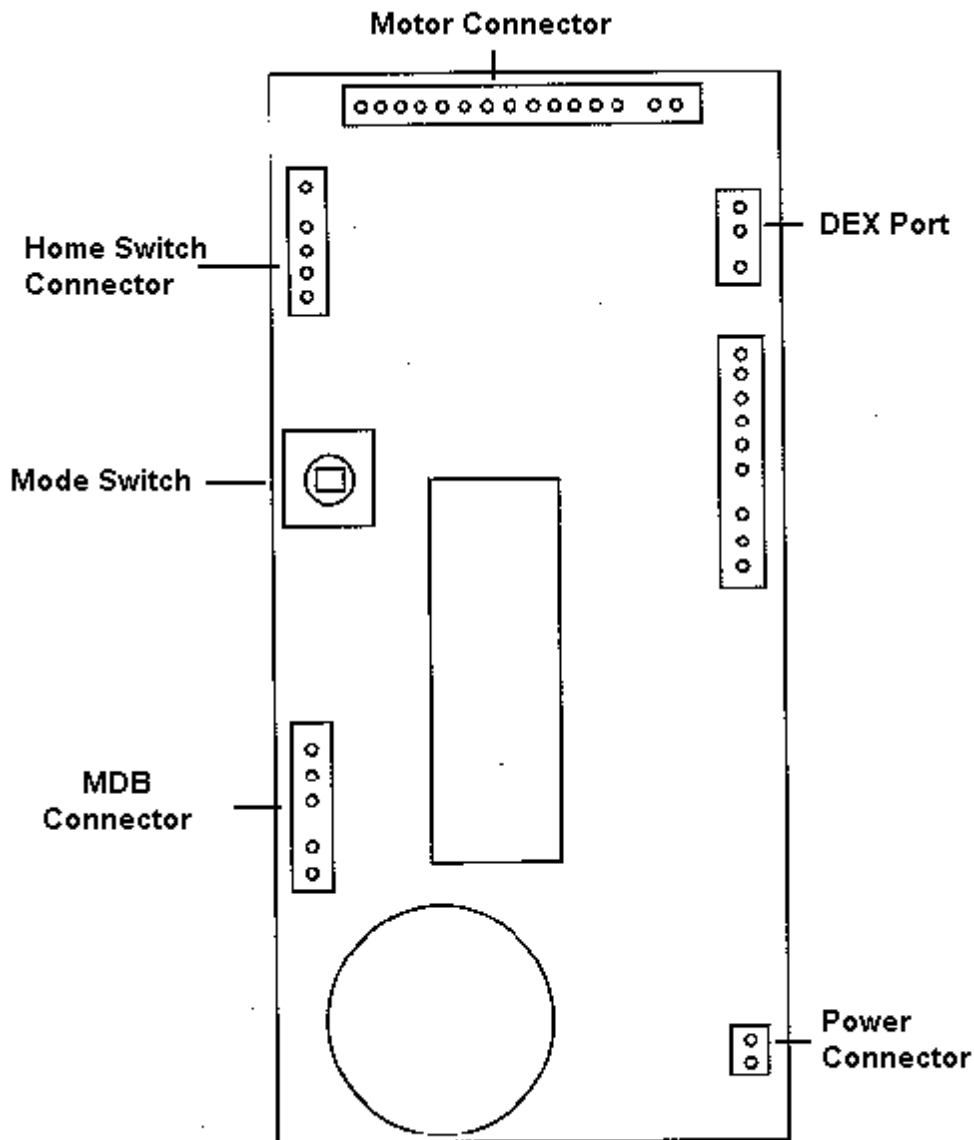 Motor Connector
DEX Port
Home Switch
Connector
Mode Switch
MDB
Connector
Power
Connector